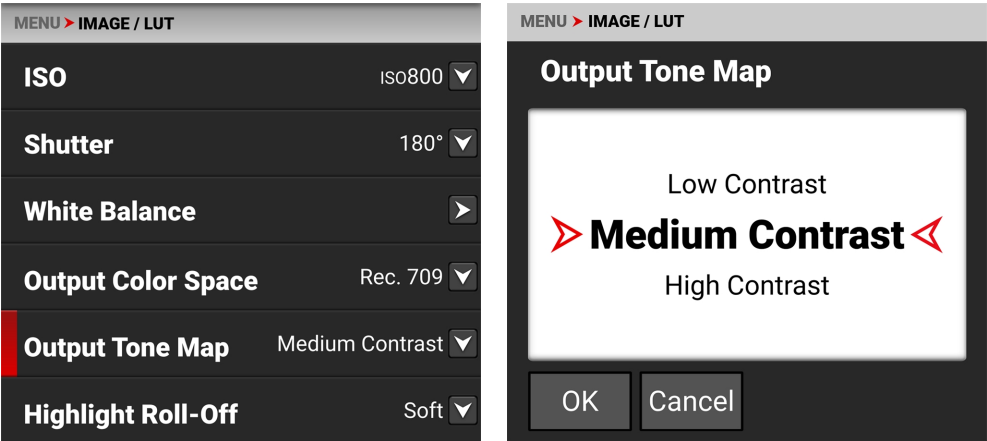 MENU > IMAGE / LUT
ISO ISO800
Shutter 180°
White Balance
Output Color Space Rec. 709
Output Tone Map Medium Contrast
Highlight Roll-Off Soft
MENU > IMAGE / LUT
Output Tone Map
Low Contrast
Medium Contrast
High Contrast
OK Cancel